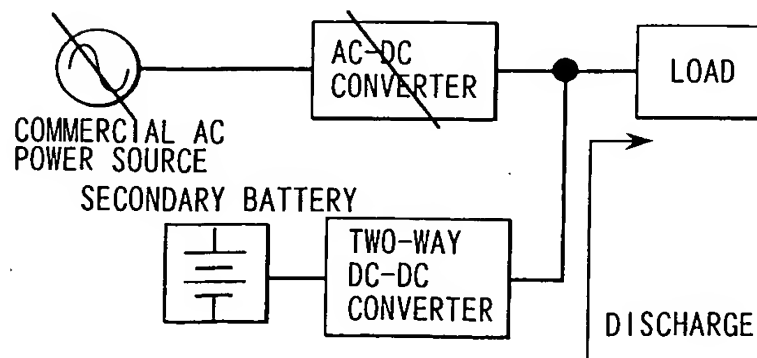 AC-DC
CONVERTER
LOAD
COMMERCIAL AC
POWER SOURCE
SECONDARY BATTERY
TWO-WAY
DC-DC
CONVERTER
DISCHARGE